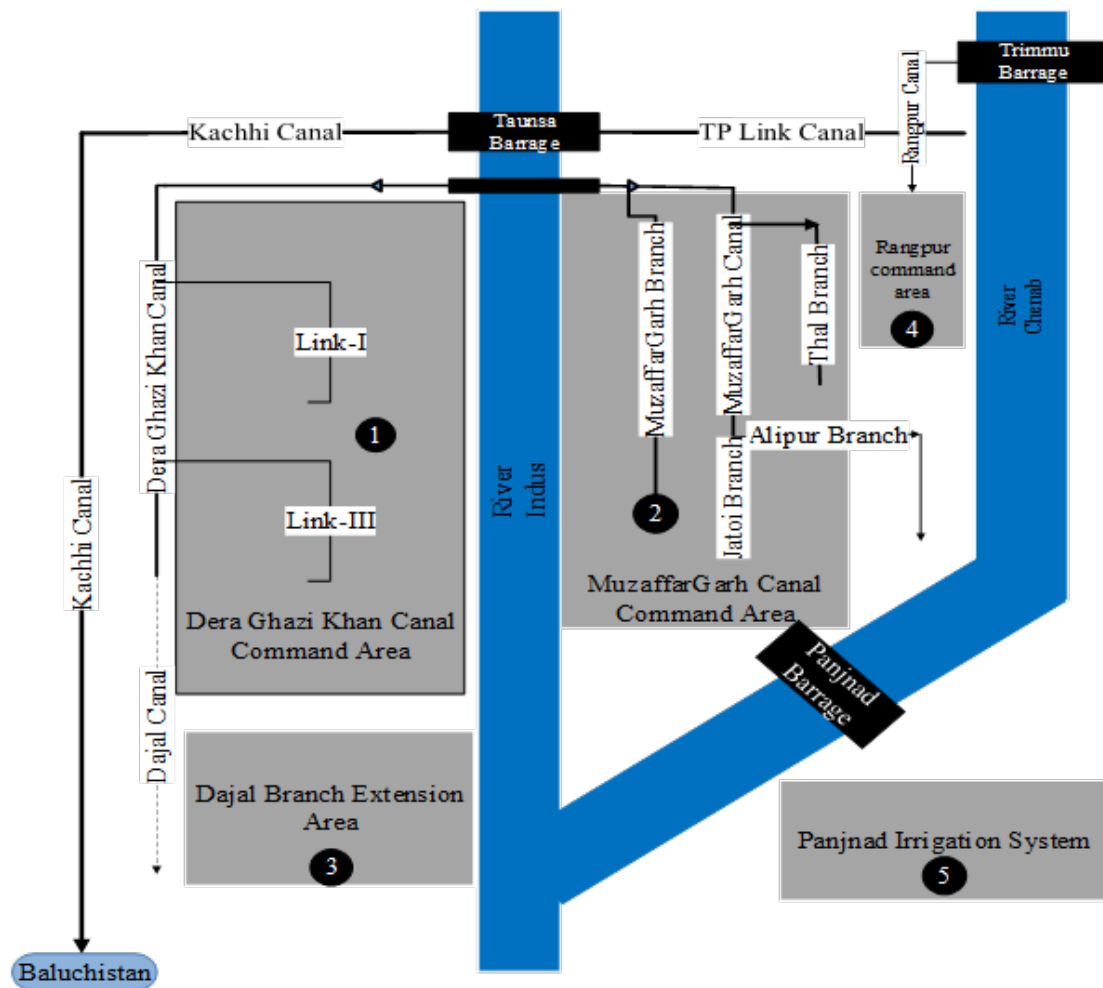 Trimmu
Barrage
Rangpur Canal
Kachhi Canal
Taunsa
Barrage
TP Link Canal
Dera Ghazi Khan Canal
Link-I
1
Link-III
Dera Ghazi Khan Canal
Command Area
River
Indus
MuzaffarGarh Branch
MuzaffarGarh Canal
Thal Branch
2
Jatoi Branch
Alipur Branch
MuzaffarGarh Canal
Command Area
Rangpur
command
area
4
River
Chenab
Kachhi Canal
Dajal Canal
Panjnad
Barrage
Dajal Branch Extension
Area
3
Panjnad Irrigation System
5
Baluchistan